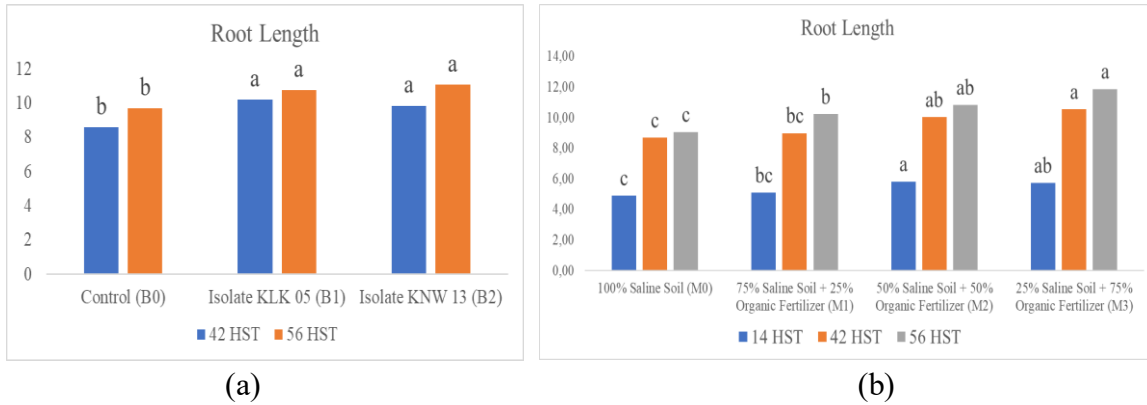 Root Length
12
10
8
6
4
2
0
b b a a a a
Control (B0) Isolate KLK 05 (B1) Isolate KNW 13 (B2)
42 HST 56 HST
(a)
Root Length
14,00
12,00
10,00
8,00
6,00
4,00
2,00
0,00
c c c bc bc b a ab ab ab a a
100% Saline Soil (M0)
75% Saline Soil + 25%
Organic Fertilizer (M1)
50% Saline Soil + 50%
Organic Fertilizer (M2)
25% Saline Soil + 75%
Organic Fertilizer (M3)
14 HST 42 HST 56 HST
(b)